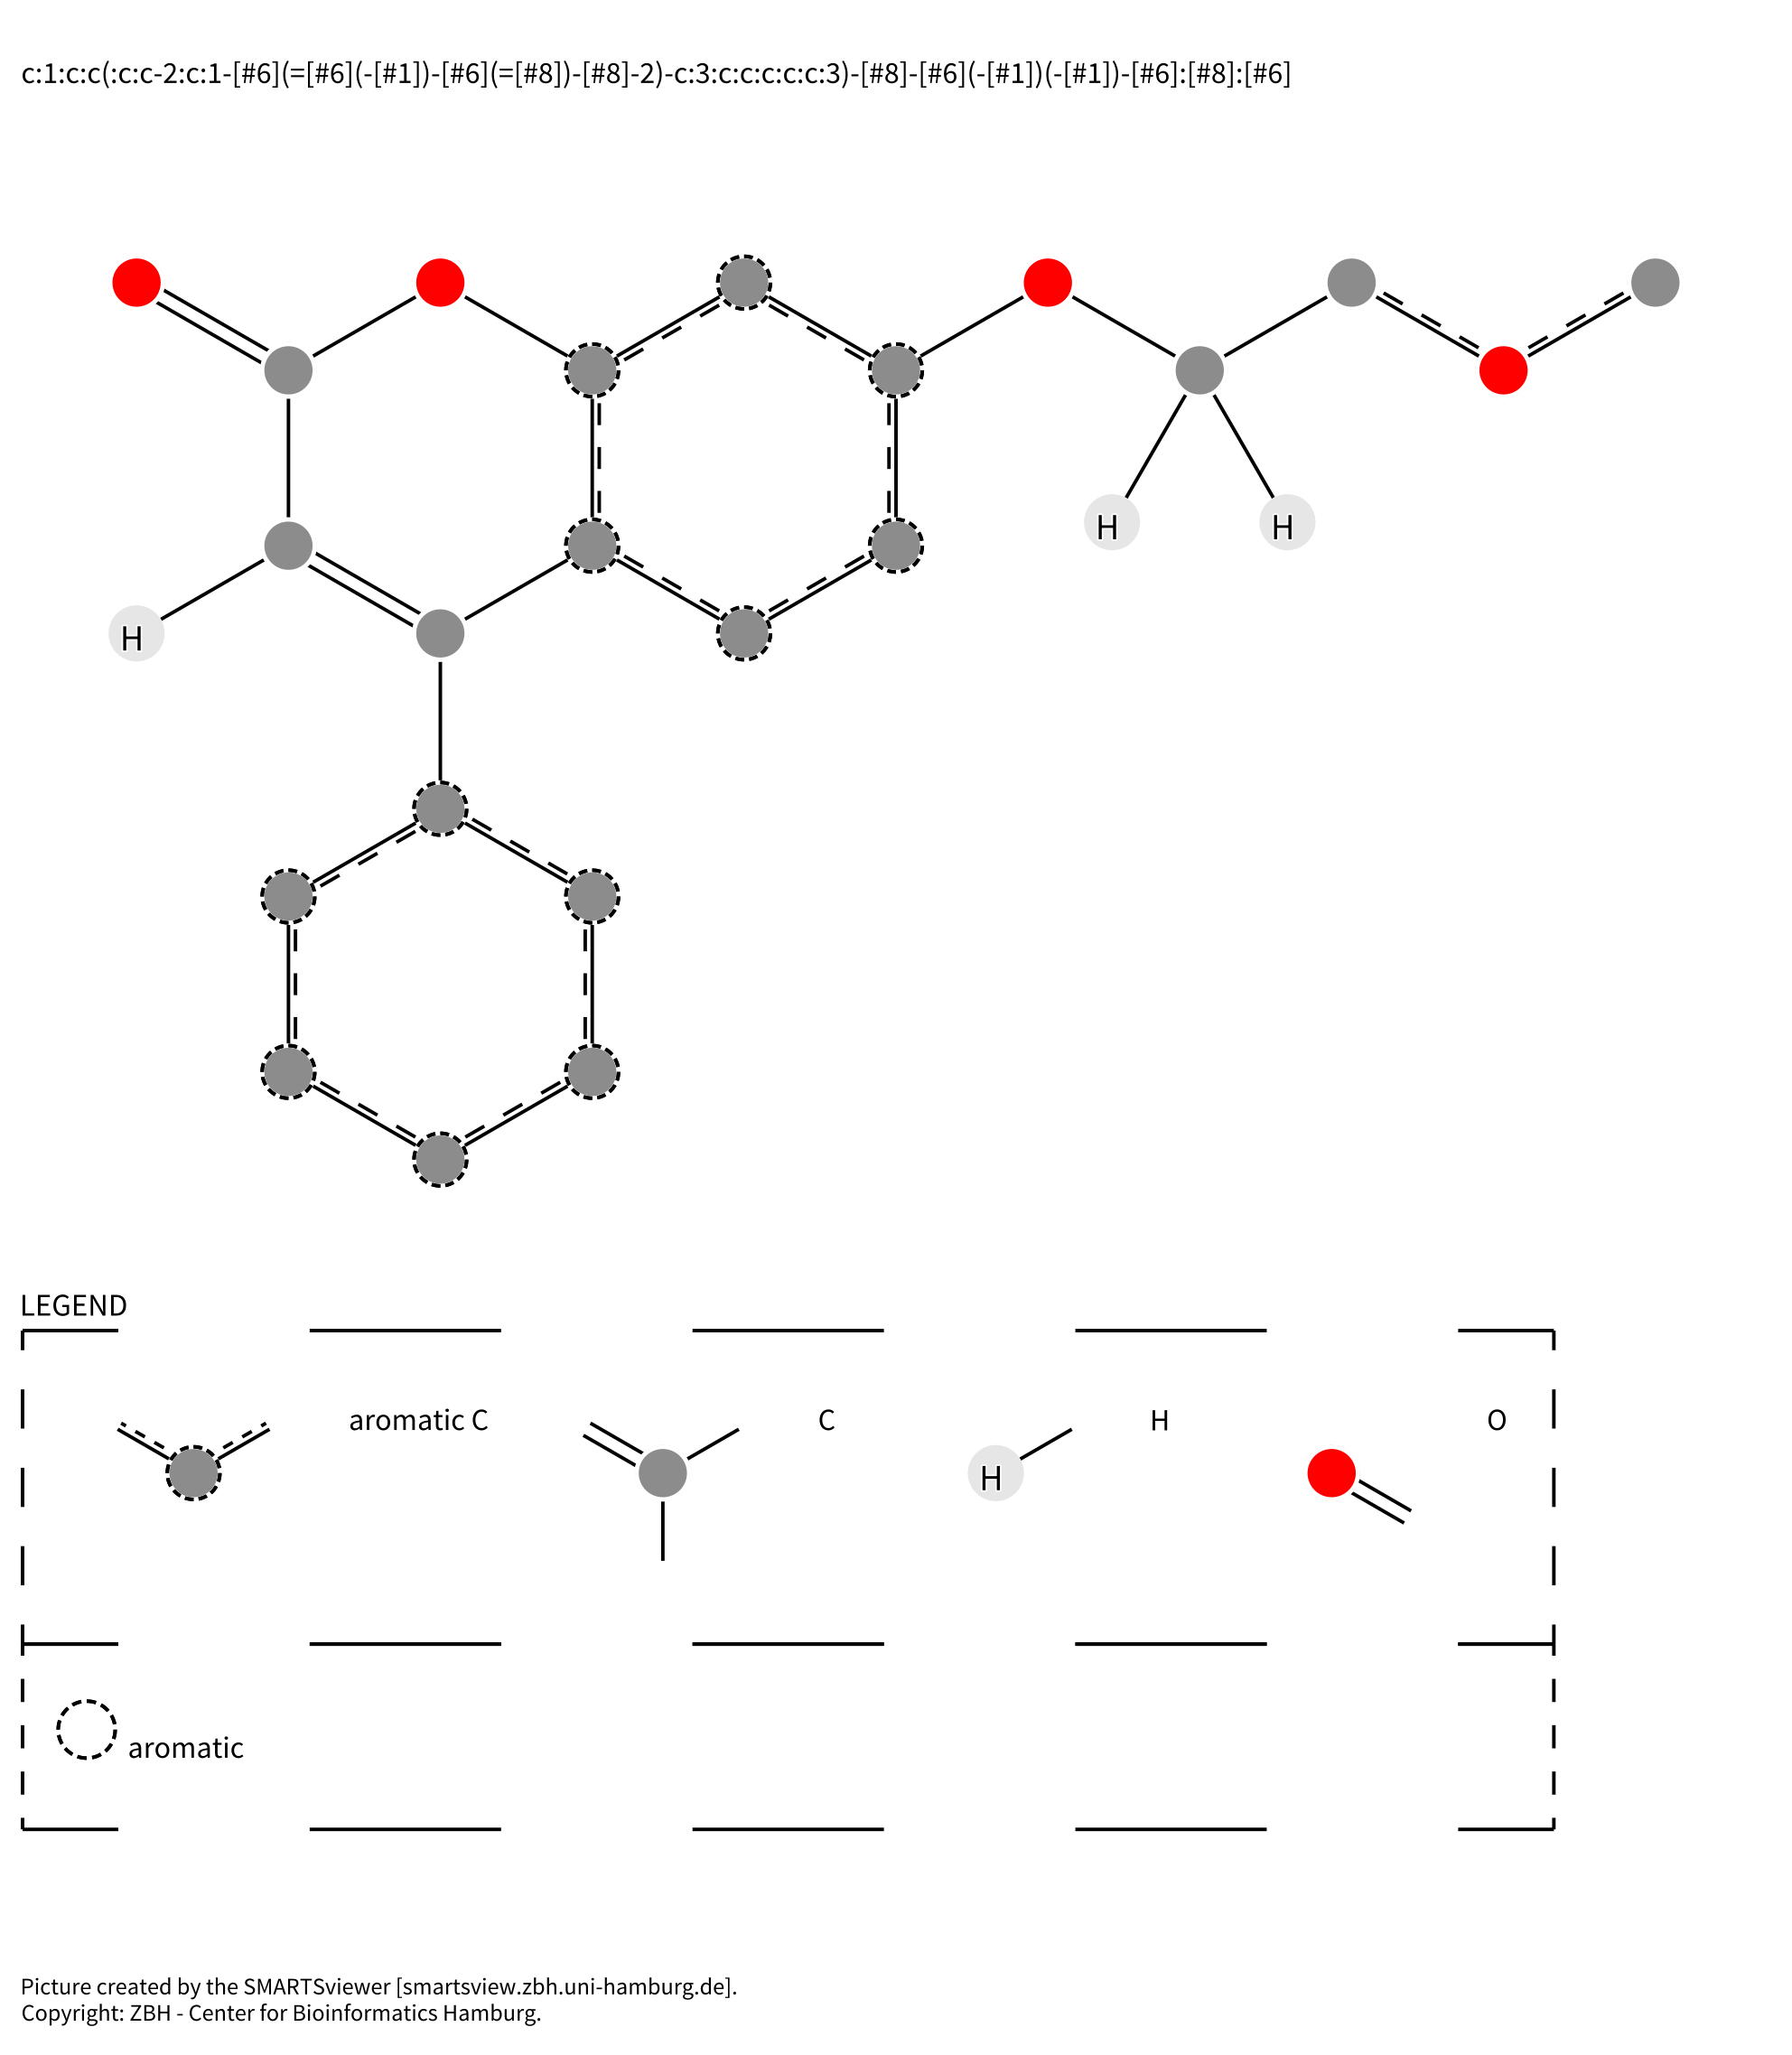 c:1:c:c(:c:c-2:c:1-[#6](=[#6](-[#1])-[#6](=[#8])-[#8]-2)-c:3:c:c:c:c:c:3)-[#8]-[#6](-[#1])(-[#1])-[#6]:[#8]:[#6]
H H
H
LEGEND
aromatic C C H O
H
aromatic
Picture created by the SMARTSviewer [smartsview.zbh.uni-hamburg.de].
Copyright: ZBH - Center for Bioinformatics Hamburg.